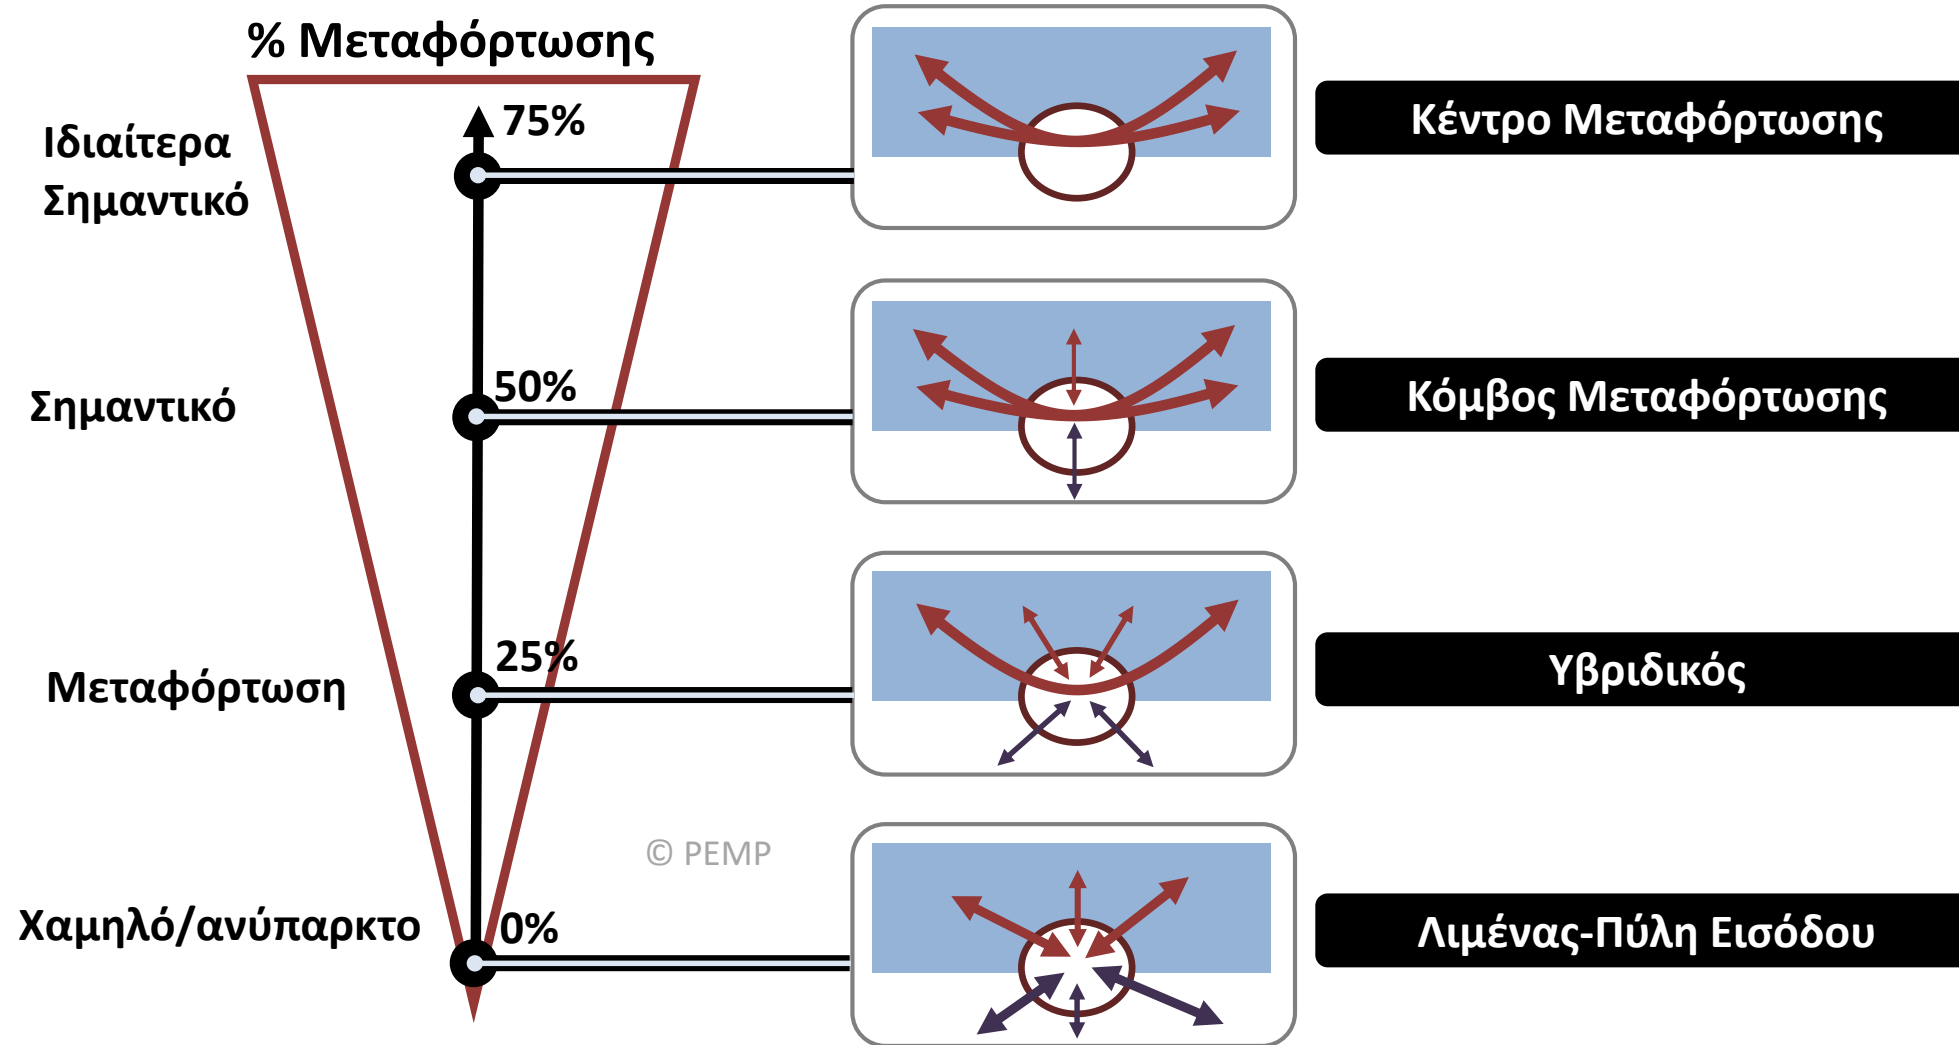 % Μεταφόρτωσης
75%
Ιδιαίτερα
Σημαντικό
Κέντρο Μεταφόρτωσης
50%
Σημαντικό
Κόμβος Μεταφόρτωσης
25%
Μεταφόρτωση
Υβριδικός
© PEMP
0%
Χαμηλό/ανύπαρκτο
Λιμένας-Πύλη Εισόδου